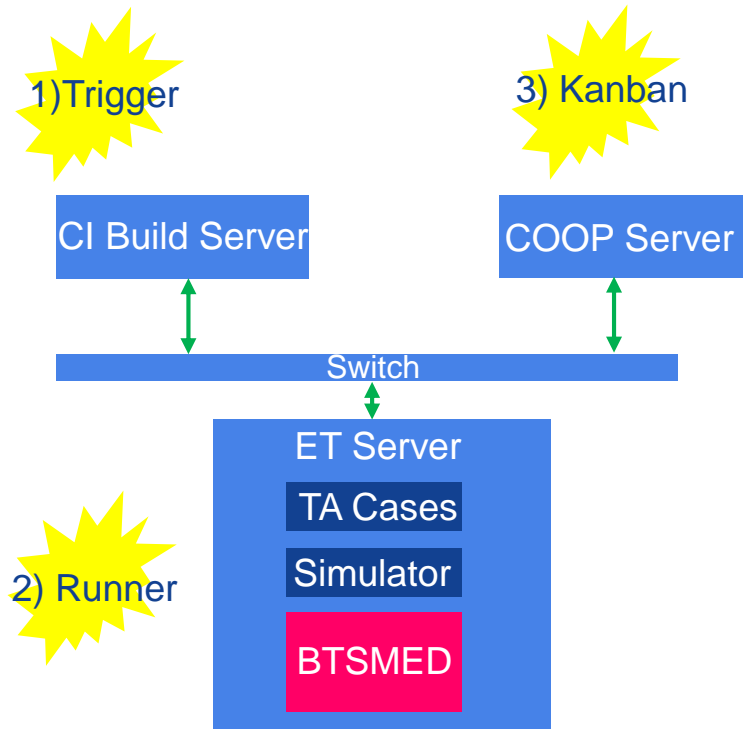 1)Trigger
3) Kanban
CI Build Server
COOP Server
Switch
ET Server
TA Cases
Simulator
2) Runner
BTSMED